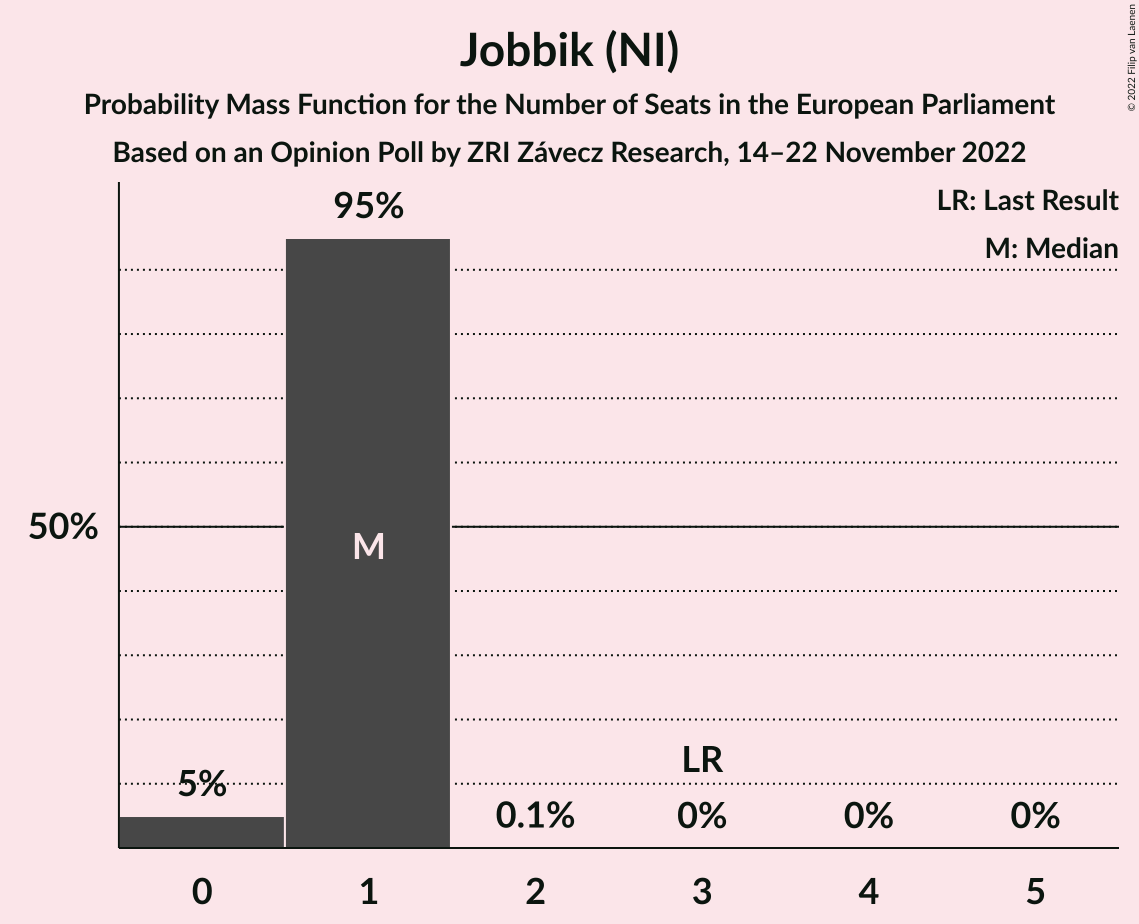 Jobbik (NI)
Probability Mass Function for the Number of Seats in the European Parliament
Based on an Opinion Poll by ZRI Závecz Research, 14–22 November 2022
© 2022 Filip van Laenen
LR: Last Result
M: Median
95%
50%
M
LR
5%
0.1%
0%
0%
0%
0
1
2
3
4
5